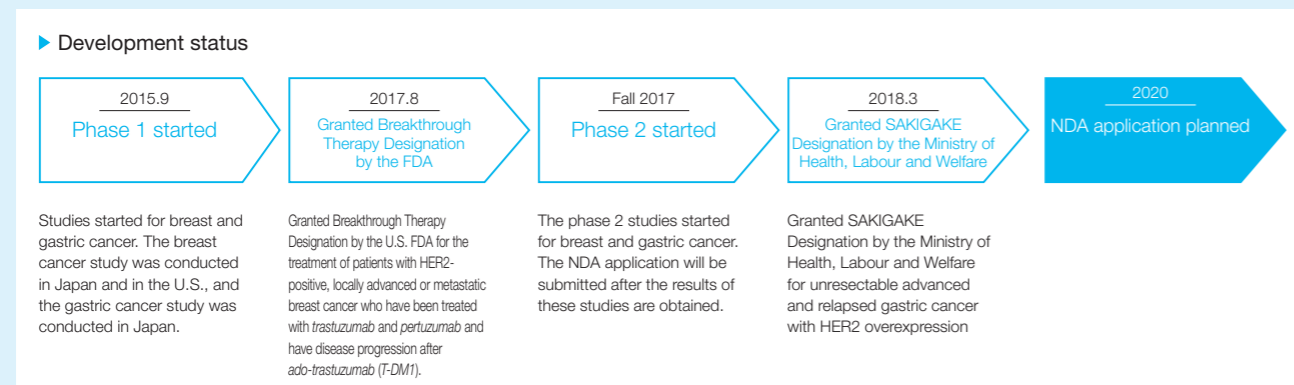 Development status
2015.9
Phase 1 started
2017.8
Granted Breakthrough
Therapy Designation
by the FDA
Fall 2017
Phase 2 started
2018.3
Granted SAKIGAKE
Designation by the Ministry of
Health, Labour and Welfare
2020
NDA application planned
Studies started for breast and
gastric cancer. The breast
cancer study was conducted
in Japan and in the U.S., and
the gastric cancer study was
conducted in Japan.
Granted Breakthrough Therapy
Designation by the U.S. FDA for the
treatment of patients with HER2-
positive, locally advanced or metastatic
breast cancer who have been treated
with trastuzumab and pertuzumab and
have disease progression after
ado-trastuzumab (T-DM1).
The phase 2 studies started
for breast and gastric cancer.
The NDA application will be
submitted after the results of
these studies are obtained.
Granted SAKIGAKE
Designation by the Ministry of
Health, Labour and Welfare
for unresectable advanced
and relapsed gastric cancer
with HER2 overexpression